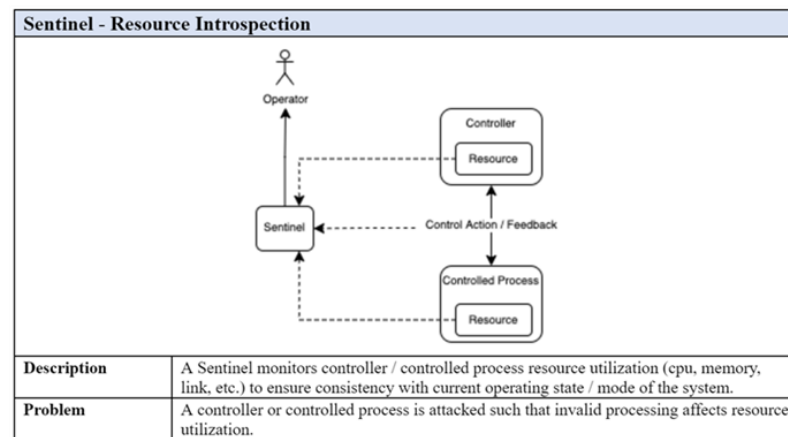 Sentinel - Resource Introspection
Operator
Controller
Resource
Sentinel
Control Action / Feedback
Controlled Process
Resource
Description
A Sentinel monitors controller / controlled process resource utilization (cpu, memory,
link, etc.) to ensure consistency with current operating state / mode of the system.
Problem
A controller or controlled process is attacked such that invalid processing affects resource
utilization.